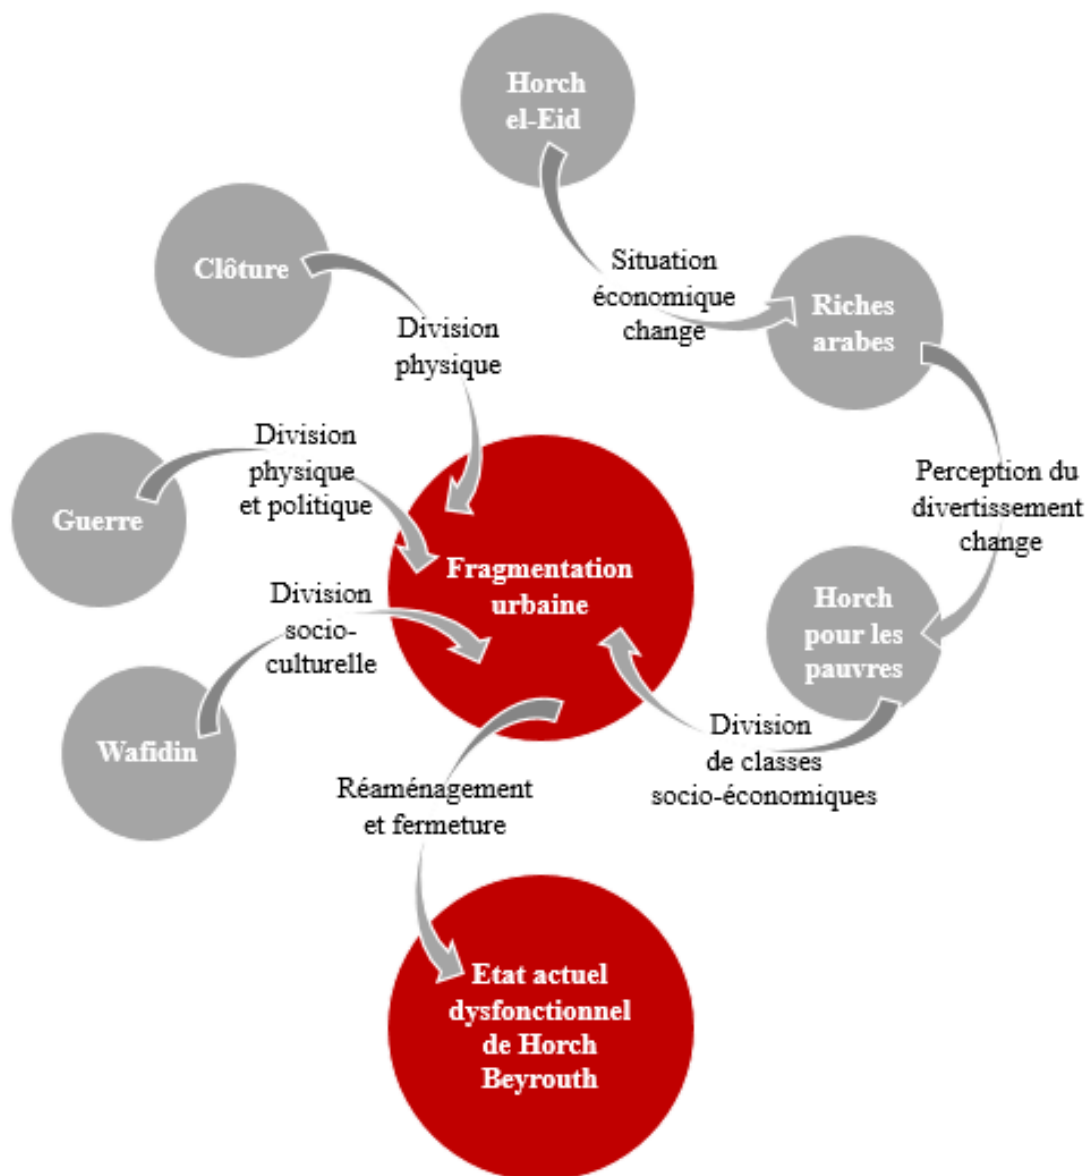 Horch
el-Eid
Clôture
Situation
économique
change
Riches
arabes
Division
physique
Division
physique
et politique
Guerre
Perception du
divertissement
change
Fragmentation
urbaine
Division
socio-
culturelle
Horch
pour les
pauvres
Wafidin
Division
de classes
socio-économiques
Réaménagement
et fermeture
Etat actuel
dysfonctionnel
de Horch
Beyrouth